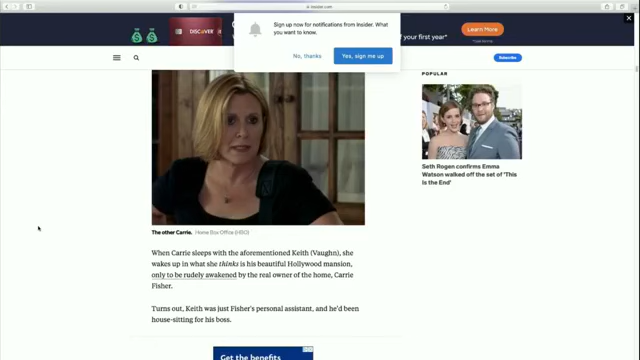 insider.com
Sign up now for notifications from Insider. What
you want to know.
No, thanks
Yes, sign me up
DISCOVER
of your first year*
Learn More
Subscribe
POPULAR
The other Carrie. Home Box Office (HBO)
Seth Rogen confirms Emma
Watson walked off the set of 'This
is the End'
When Carrie sleeps with the aforementioned Keith (Vaughn), she
wakes up in what she thinks is his beautiful Hollywood mansion,
only to be rudely awakened by the real owner of the home, Carrie
Fisher.
Turns out, Keith was just Fisher's personal assistant, and he'd been
house-sitting for his boss.
Get the benefits